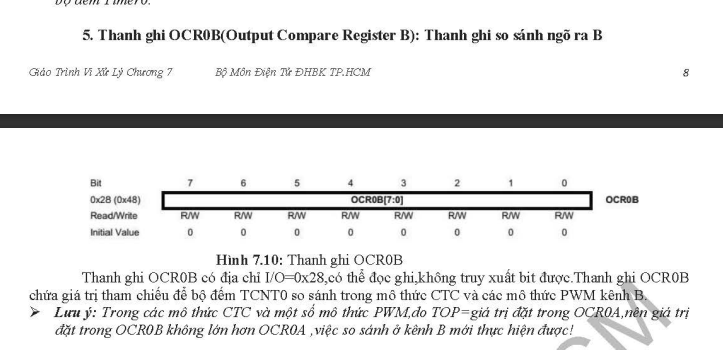 bộ đếm Timer0.
5. Thanh ghi OCR0B(Output Compare Register B): Thanh ghi so sánh ngõ ra B
Giáo Trình Vi Xử Lý Chương 7 Bộ Môn Điện Tử ĐHBK TP.HCM 8
Bit 7 6 5 4 3 2 1 0
0x28 (0x48) OCR0B[7:0] OCR0B
Read/Write R/W R/W R/W R/W R/W R/W R/W R/W
Initial Value 0 0 0 0 0 0 0 0
Hình 7.10: Thanh ghi OCR0B
Thanh ghi OCR0B có địa chỉ I/O=0x28,có thể đọc ghi,không truy xuất bit được.Thanh ghi OCR0B
chứa giá trị tham chiếu để bộ đếm TCNT0 so sánh trong mô thức CTC và các mô thức PWM kênh B.
➤ Lưu ý: Trong các mô thức CTC và một số mô thức PWM,do TOP=giá trị đặt trong OCR0A,nên giá trị
đặt trong OCR0B không lớn hơn OCR0A ,việc so sánh ở kênh B mới thực hiện được!
CM